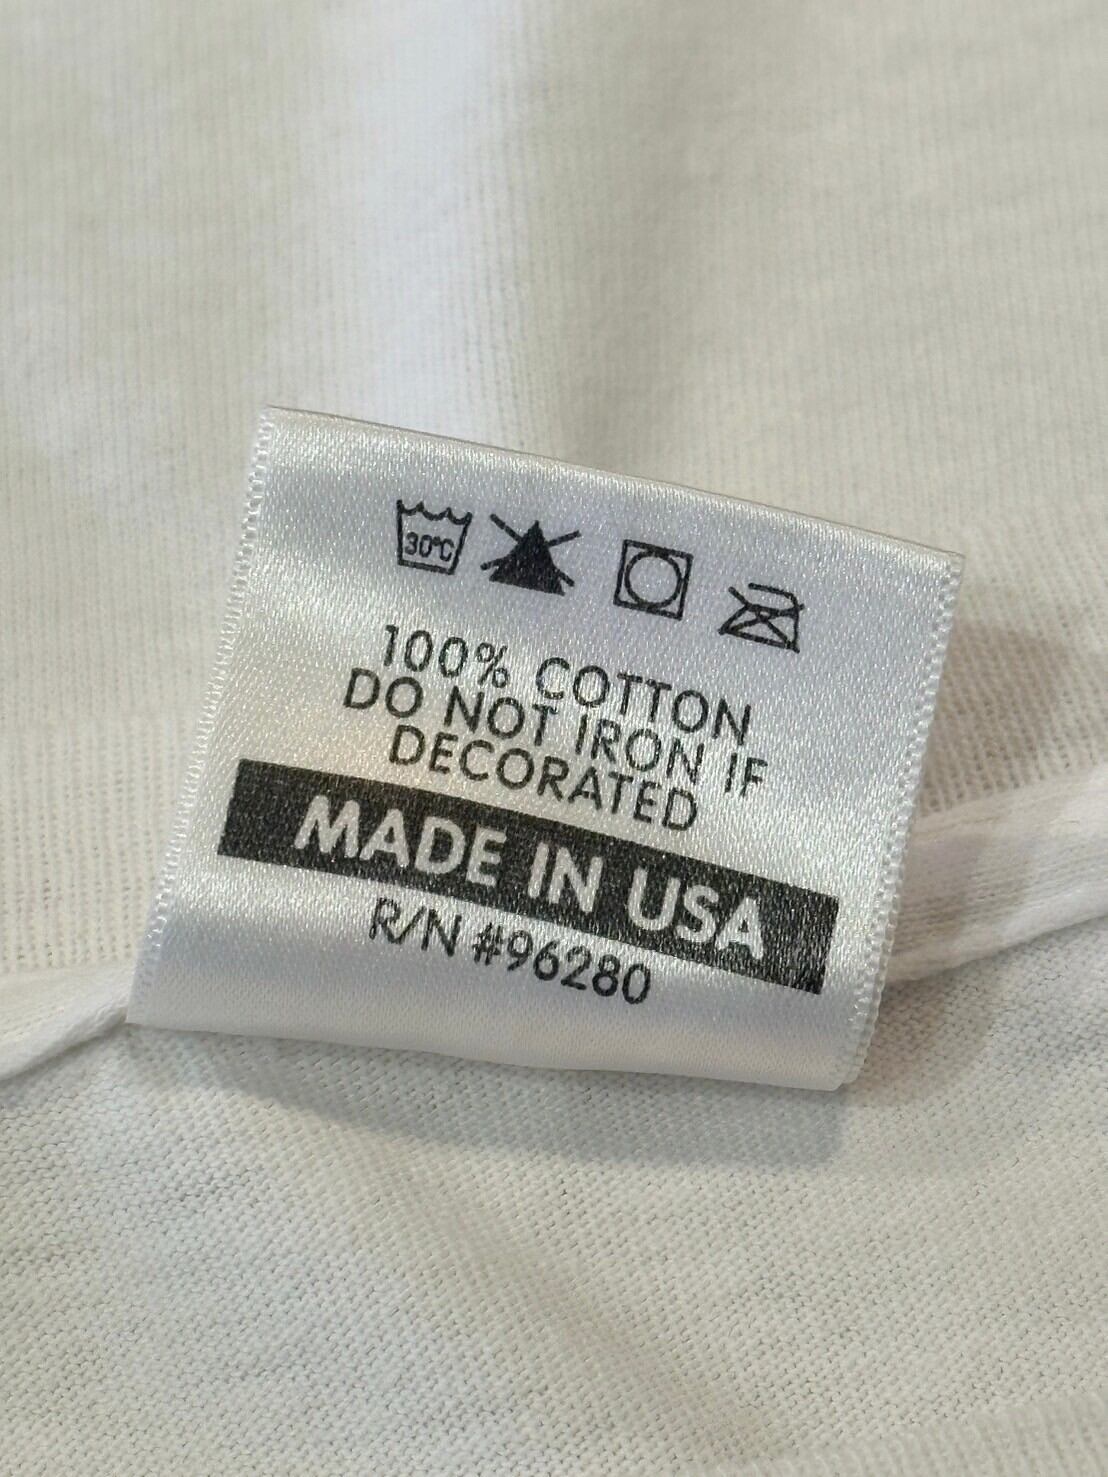 30°C
100% COTTON
DO NOT IRON IF
DECORATED
MADE IN USA
R/N #96280